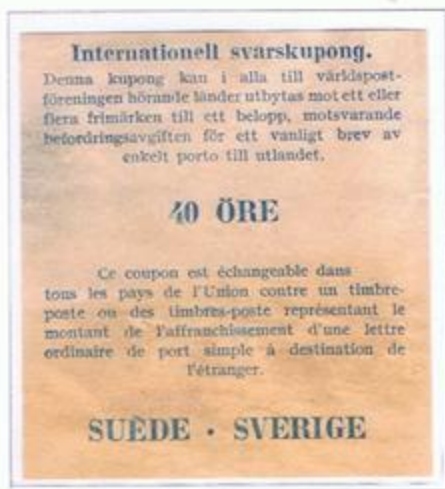 Internationell svarskupong.
Denna kupong kan i alla till världspost-
föreningen hörande länder utbytas mot ett eller
flera frimärken till ett belopp, motsvarande
befordringsavgiften för ett vanligt brev av
enkelt porto till utlandet.
40 ÖRE
Ce coupon est échangeable dans
tous les pays de l'Union contre un timbre-
poste ou des timbres-poste représentant le
montant de l'affranchissement d'une lettre
ordinaire de port simple à destination de
l'étranger.
SUÈDE · SVERIGE